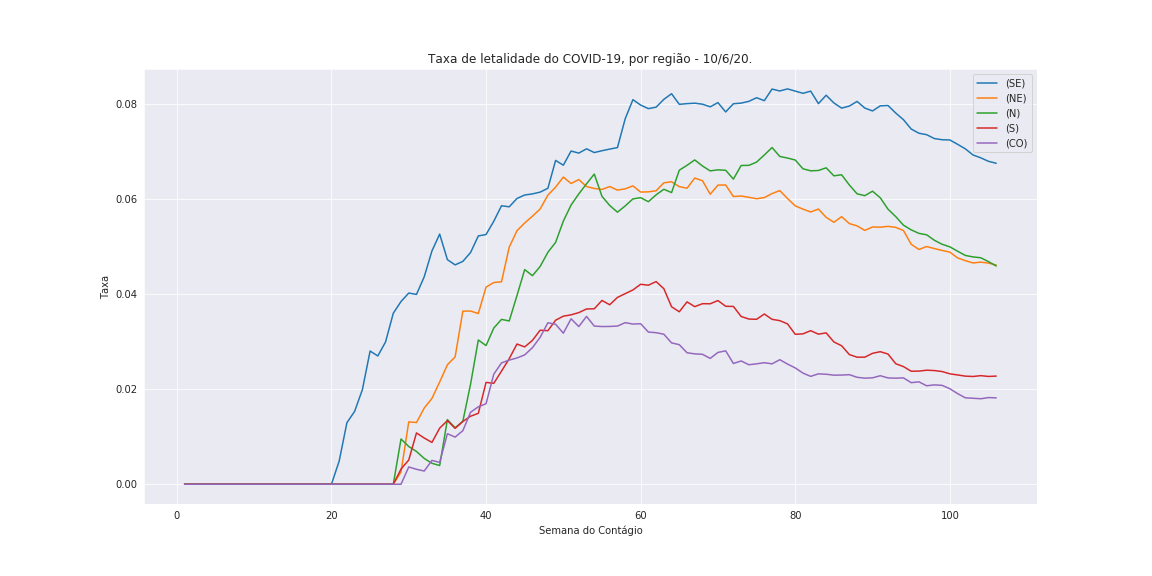 Taxa de letalidade do COVID-19, por região - 10/6/20.
(SE)
(NE)
(N)
(S)
(CO)
Taxa
0.08
0.06
0.04
0.02
0.00
0 20 40 60 80 100
Semana do Contágio